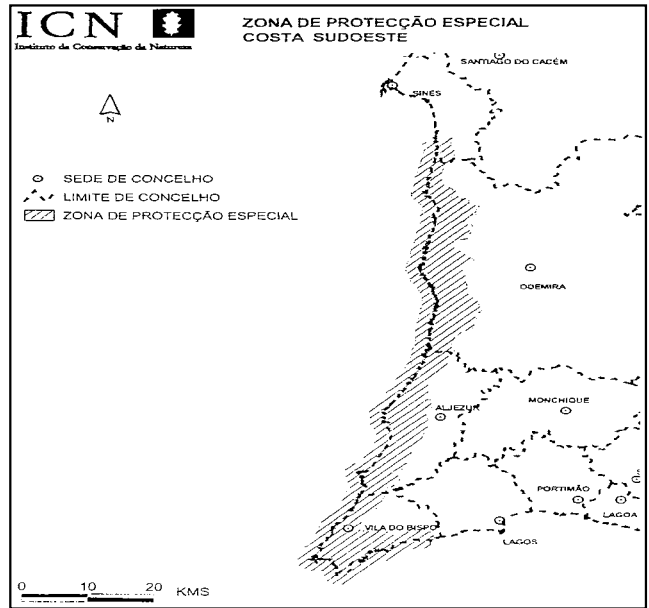 ICN
Instituto da Conservação da Natureza
ZONA DE PROTECÇÃO ESPECIAL
COSTA SUDOESTE
SANTIAGO DO CACÉM
SINES
N
SEDE DE CONCELHO
LIMITE DE CONCELHO
ZONA DE PROTECÇÃO ESPECIAL
ODEMIRA
MONCHIQUE
ALJEZUR
PORTIMÃO
LAGOA
VILA DO BISPO
LAGOS
0 10 20 KMS